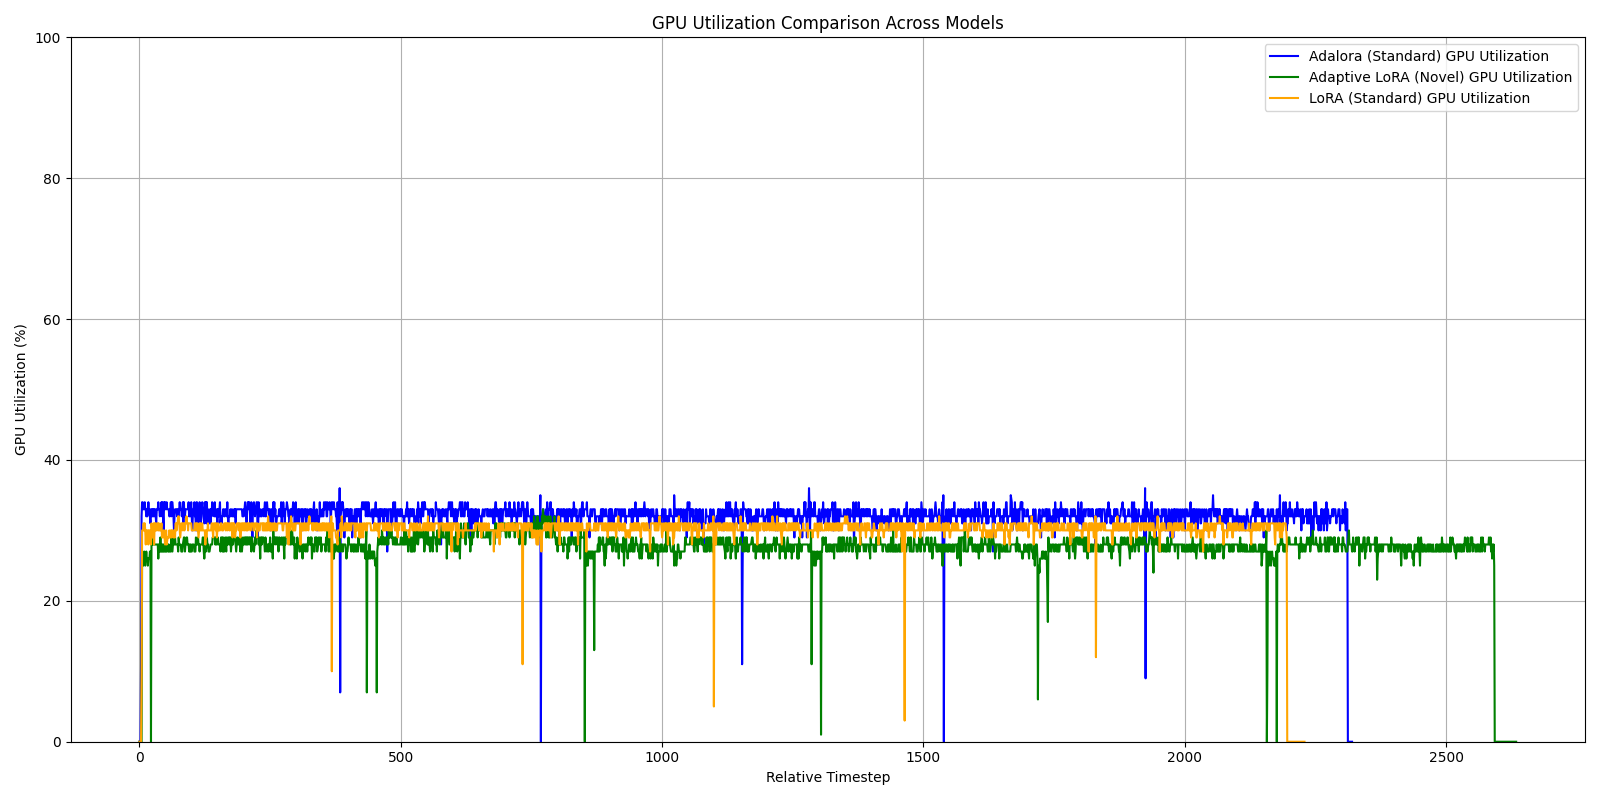 GPU Utilization Comparison Across Models
Adalora (Standard) GPU Utilization
Adaptive LoRA (Novel) GPU Utilization
LoRA (Standard) GPU Utilization
GPU Utilization (%)
100
80
60
40
20
0
0 500 1000 1500 2000 2500
Relative Timestep